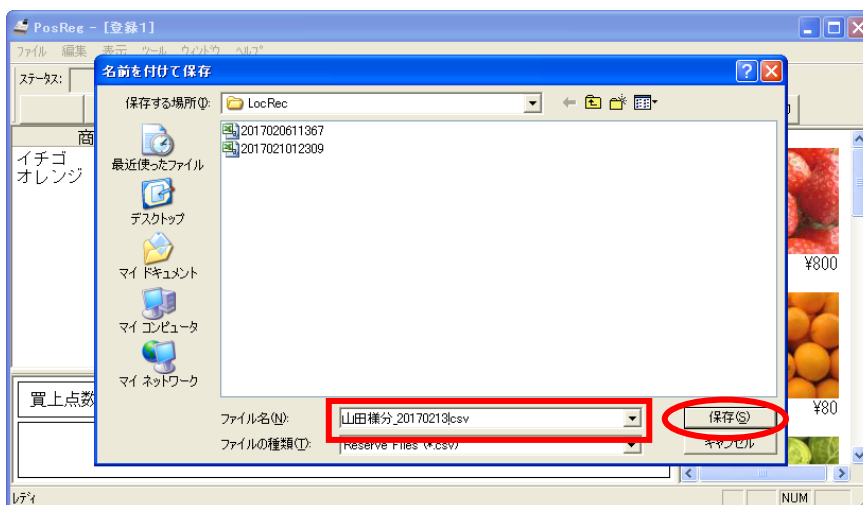 PosReg - [登録1]
ファイル 編集 表示 ツール ウィンドウ ヘルプ
ステータス:
名前を付けて保存
保存する場所(I): LocRec
商
イチゴ
オレンジ
2017020611367
2017021012309
最近使ったファイル
デスクトップ
マイ ドキュメント
マイ コンピュータ
マイ ネットワーク
¥800
¥80
買上点数
ファイル名(N): 山田様分_20170213.csv 保存(S)
ファイルの種類(T): Reserve Files (*.csv) キャンセル
レディ NUM